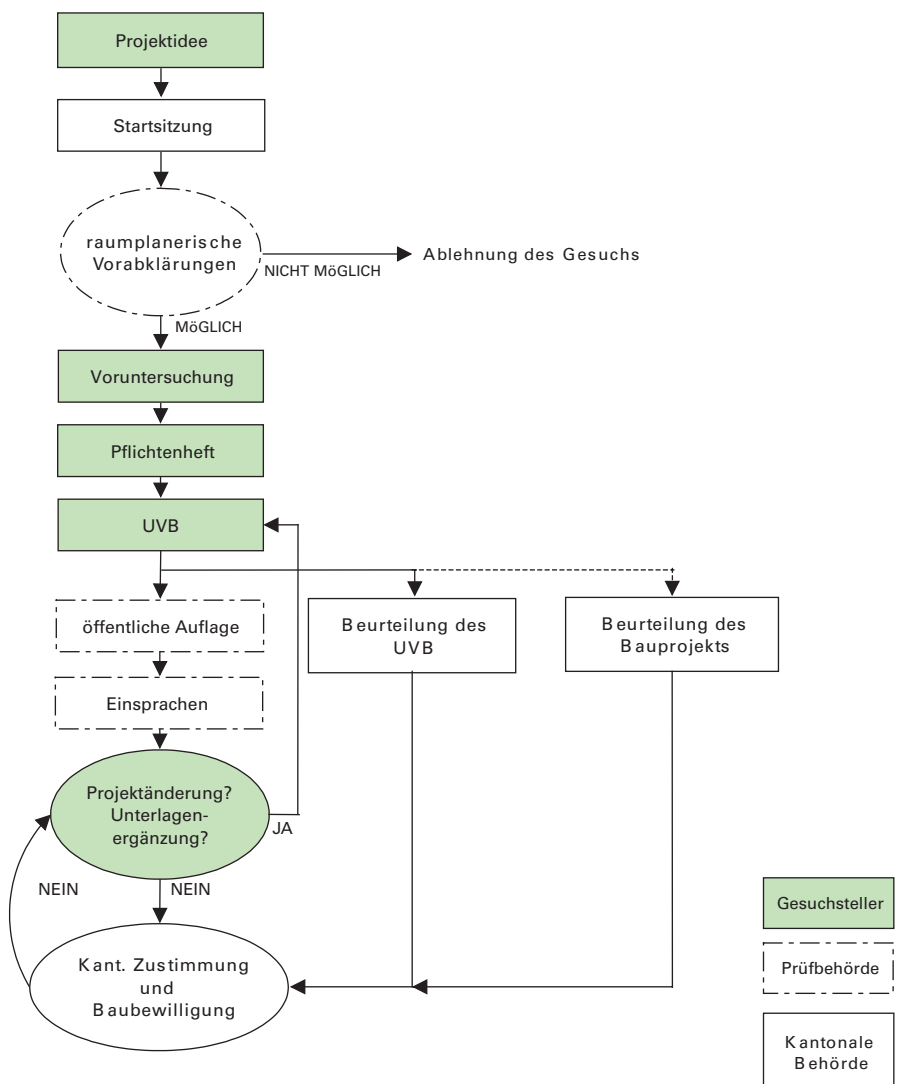 Projektidee
Startsitzung
raumplanerische
Vorabklärungen
NICHT MöGLICH
Ablehnung des Gesuchs
MöGLICH
Voruntersuchung
Pflichtenheft
UVB
öffentliche Auflage
Beurteilung des
UVB
Beurteilung des
Bauprojekts
Einsprachen
Projektänderung?
Unterlagen-
ergänzung?
JA
NEIN
NEIN
Kant. Zustimmung
und
Baubewilligung
Gesuchsteller
Prüfbehörde
Kantonale
Behörde